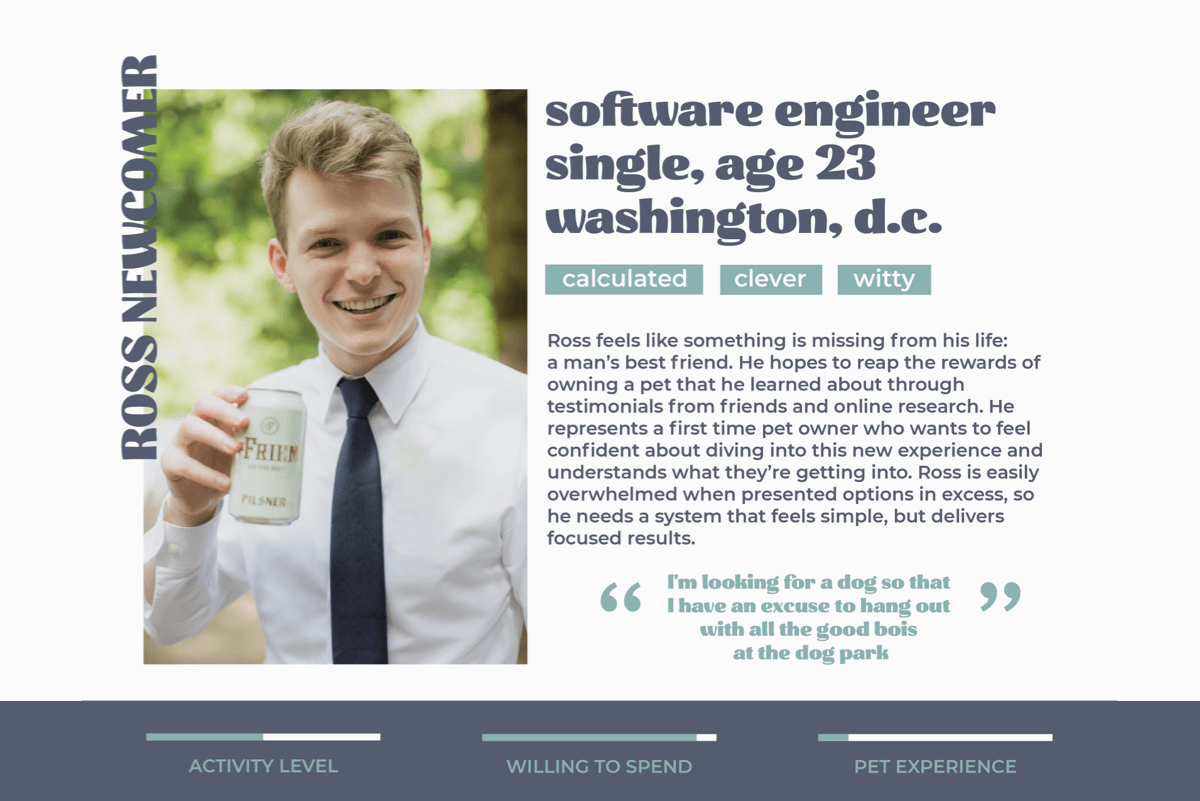 ROSS NEWCOMER
software engineer
single, age 23
washington, d.c.
calculated clever witty
Ross feels like something is missing from his life:
a man's best friend. He hopes to reap the rewards of
owning a pet that he learned about through
testimonials from friends and online research. He
represents a first time pet owner who wants to feel
confident about diving into this new experience and
understands what they're getting into. Ross is easily
overwhelmed when presented options in excess, so
he needs a system that feels simple, but delivers
focused results.
“ I'm looking for a dog so that
I have an excuse to hang out
with all the good bois
at the dog park ”
FRIEN
PILSNER
ACTIVITY LEVEL
WILLING TO SPEND
PET EXPERIENCE